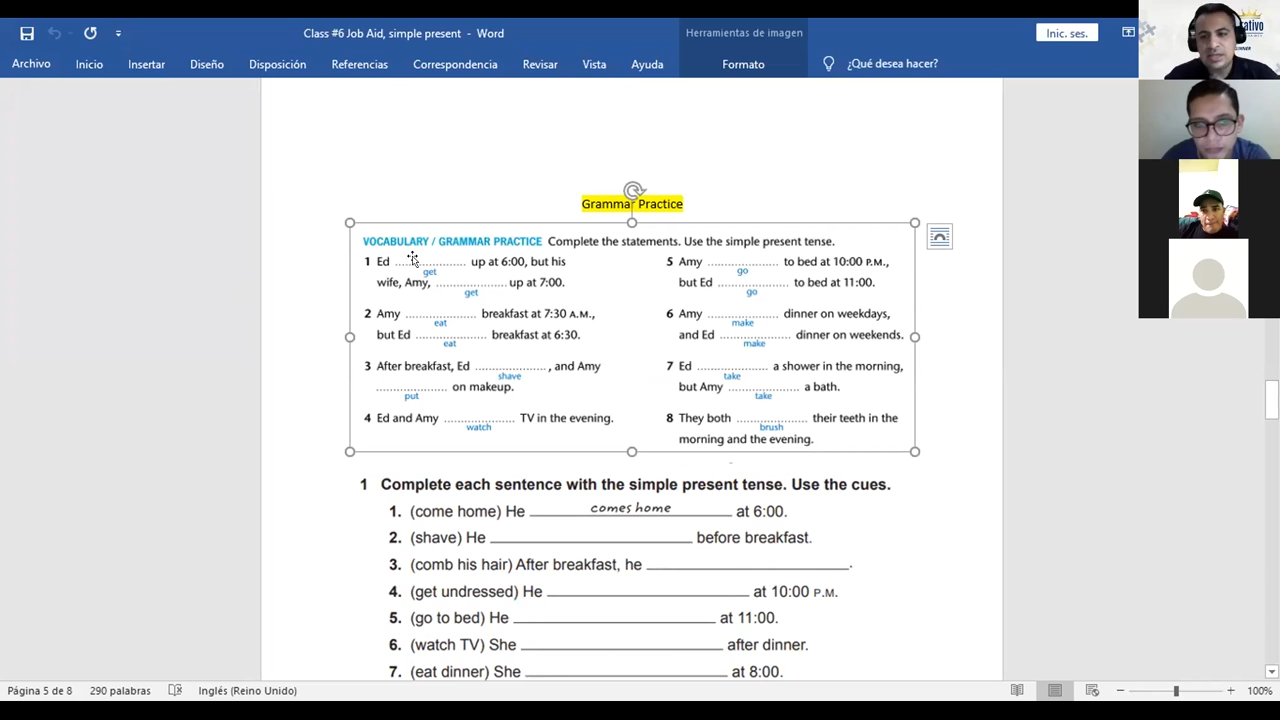 Class #6 Job Aid, simple present - Word
Herramientas de imagen
Inic. ses.
Archivo Inicio Insertar Diseño Disposición Referencias Correspondencia Revisar Vista Ayuda Formato ¿Qué desea hacer?
Grammar Practice
VOCABULARY / GRAMMAR PRACTICE Complete the statements. Use the simple present tense.
1 Ed ........................ up at 6:00, but his
get
wife, Amy, ........................ up at 7:00.
get
2 Amy ........................ breakfast at 7:30 A.M.,
eat
but Ed ........................ breakfast at 6:30.
eat
3 After breakfast, Ed ........................ , and Amy
shave
........................ on makeup.
put
4 Ed and Amy ........................ TV in the evening.
watch
5 Amy ........................ to bed at 10:00 P.M.,
go
but Ed ........................ to bed at 11:00.
go
6 Amy ........................ dinner on weekdays,
make
and Ed ........................ dinner on weekends.
make
7 Ed ........................ a shower in the morning,
take
but Amy ........................ a bath.
take
8 They both ........................ their teeth in the
brush
morning and the evening.
1 Complete each sentence with the simple present tense. Use the cues.
1. (come home) He comes home at 6:00.
2. (shave) He ____________________ before breakfast.
3. (comb his hair) After breakfast, he ____________________.
4. (get undressed) He ____________________ at 10:00 P.M.
5. (go to bed) He ____________________ at 11:00.
6. (watch TV) She ____________________ after dinner.
7. (eat dinner) She ____________________ at 8:00.
Página 5 de 8 290 palabras Inglés (Reino Unido) 100%